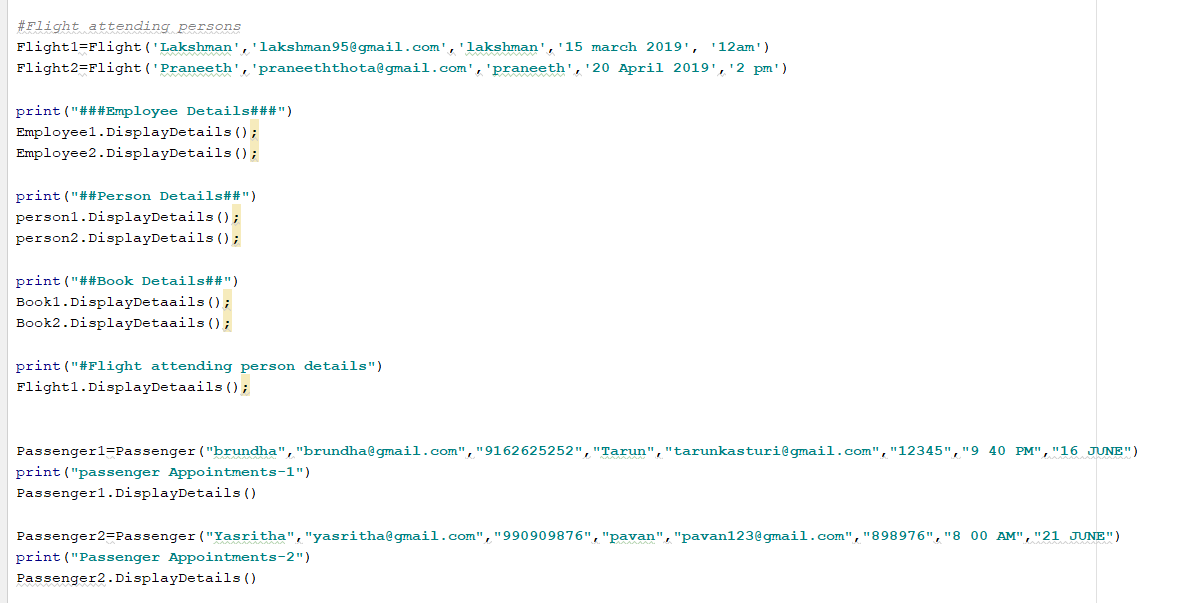 #Flight attending persons
Flight1=Flight('Lakshman','lakshman95@gmail.com','lakshman','15 march 2019', '12am')
Flight2=Flight('Praneeth','praneeththota@gmail.com','praneeth','20 April 2019','2 pm')
print("###Employee Details###")
Employee1.DisplayDetails();
Employee2.DisplayDetails();
print("##Person Details##")
person1.DisplayDetails();
person2.DisplayDetails();
print("##Book Details##")
Book1.DisplayDetaails();
Book2.DisplayDetaails();
print("#Flight attending person details")
Flight1.DisplayDetaails();
Passenger1=Passenger("brundha","brundha@gmail.com","9162625252","Tarun","tarunkasturi@gmail.com","12345","9 40 PM","16 JUNE")
print("passenger Appointments-1")
Passenger1.DisplayDetails()
Passenger2=Passenger("Yasritha","yasritha@gmail.com","990909876","pavan","pavan123@gmail.com","898976","8 00 AM","21 JUNE")
print("Passenger Appointments-2")
Passenger2.DisplayDetails()